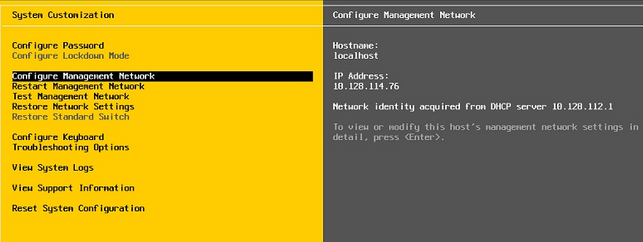 System Customization
Configure Password
Configure Lockdown Mode
Configure Management Network
Restart Management Network
Test Management Network
Restore Network Settings
Restore Standard Switch
Configure Keyboard
Troubleshooting Options
View System Logs
View Support Information
Reset System Configuration
Configure Management Network
Hostname:
localhost
IP Address:
10.128.114.76
Network identity acquired from DHCP server 10.128.112.1
To view or modify this host's management network settings in
detail, press <Enter>.